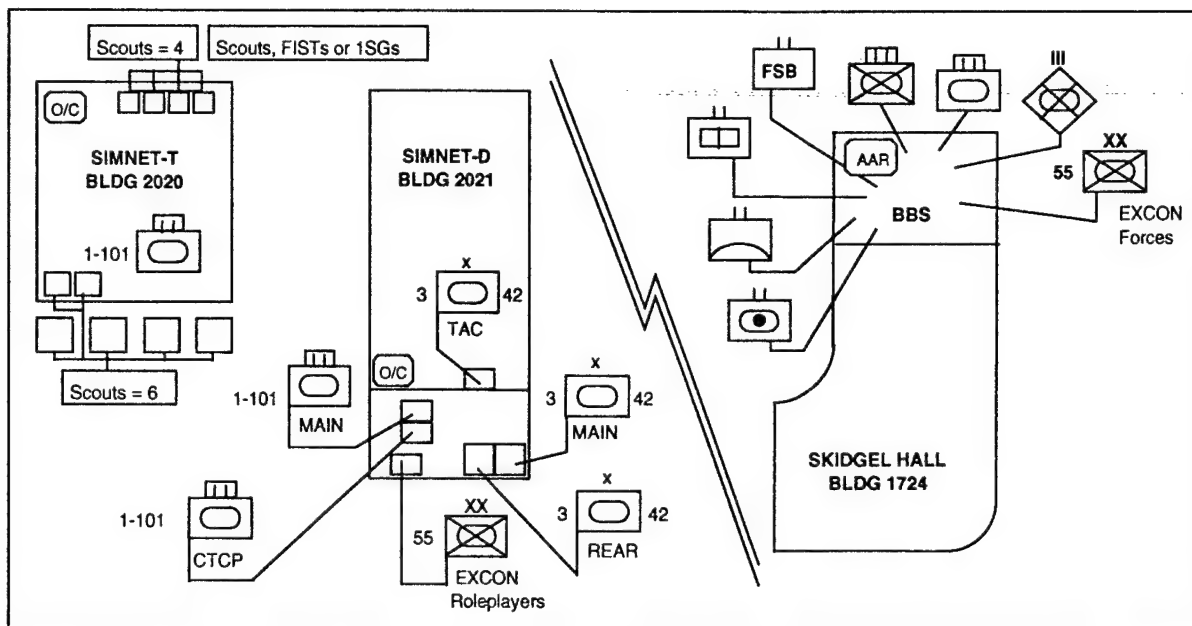 Scouts = 4
Scouts, FISTs or 1SGs
O/C
SIMNET-T
BLDG 2020
1-101
Scouts = 6
SIMNET-D
BLDG 2021
X
3 42
TAC
O/C
1-101
MAIN
X
3 42
MAIN
1-101
CTCP
XX
55
EXCON
Roleplayers
X
3 42
REAR
FSB
III
AAR
BBS
XX
55
EXCON
Forces
SKIDGEL HALL
BLDG 1724